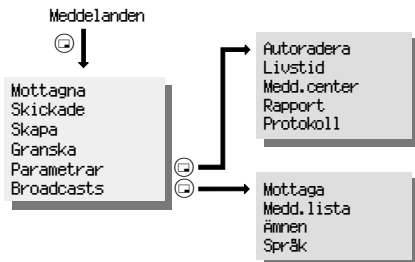 Meddelanden
Mottagna
Skickade
Skapa
Granska
Parametrar
Broadcasts
Autoradera
Livstid
Medd.center
Rapport
Protokoll
Mottaga
Medd.lista
Ämnen
Språk